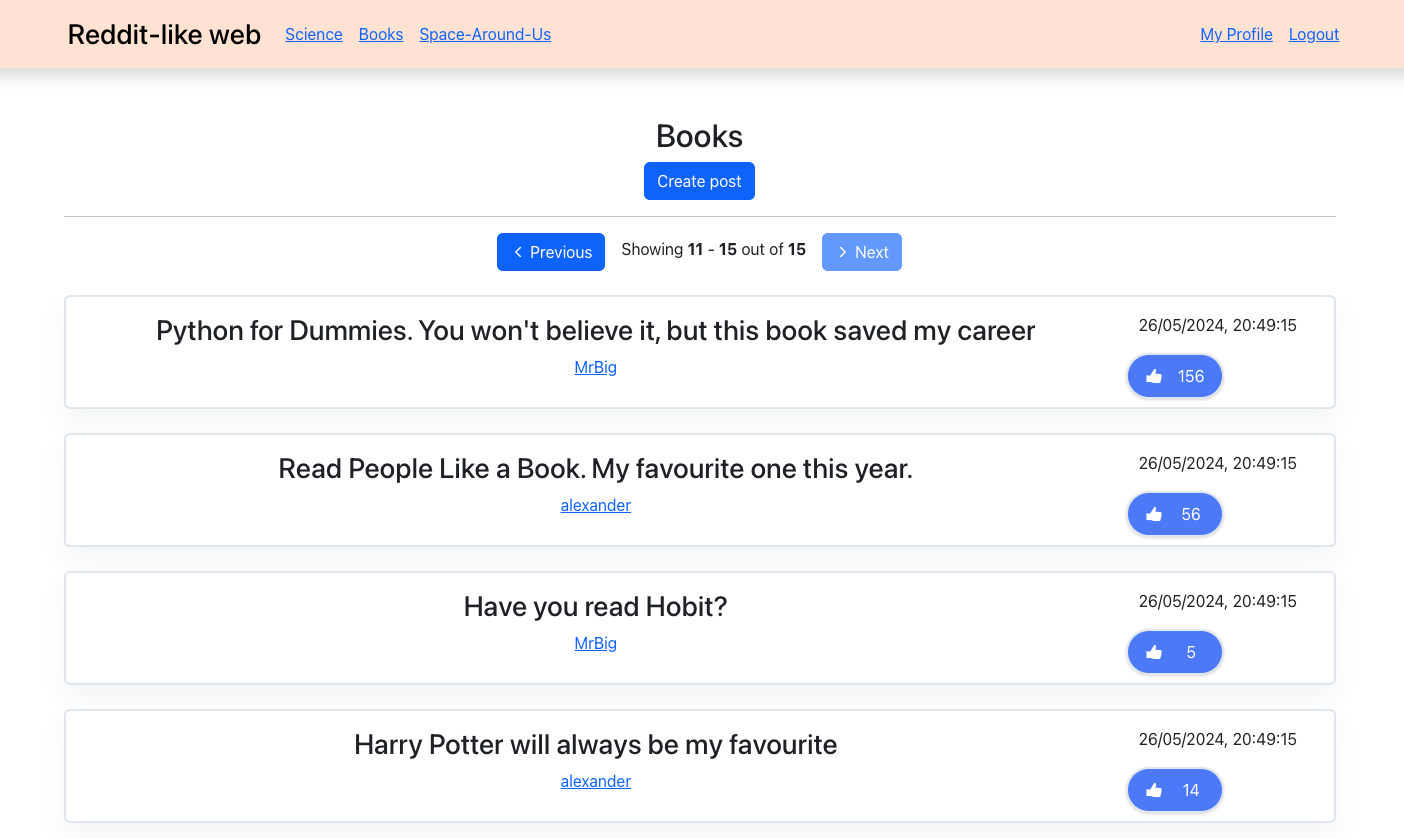 Reddit-like web Science Books Space-Around-Us My Profile Logout
Books
Create post
Previous Showing 11 - 15 out of 15 Next
Python for Dummies. You won't believe it, but this book saved my career
26/05/2024, 20:49:15
MrBig
156
Read People Like a Book. My favourite one this year.
26/05/2024, 20:49:15
alexander
56
Have you read Hobit?
26/05/2024, 20:49:15
MrBig
5
Harry Potter will always be my favourite
26/05/2024, 20:49:15
alexander
14